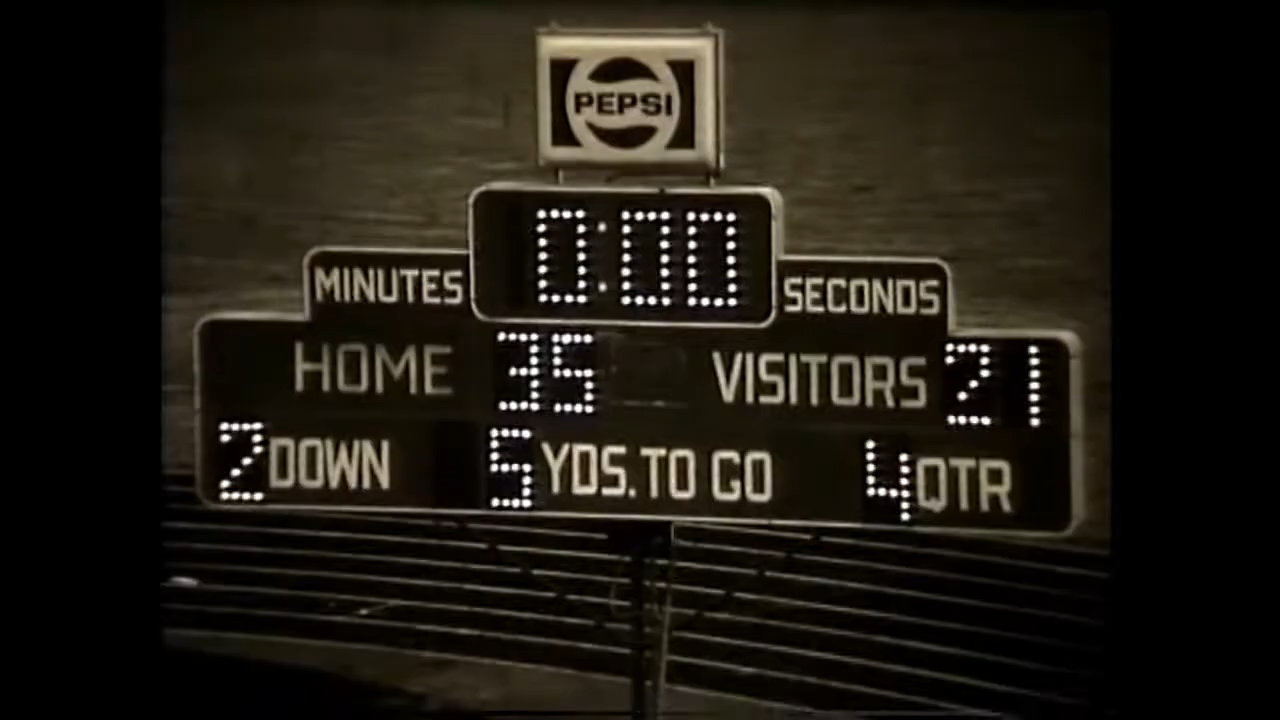 PEPSI
0:00
MINUTES SECONDS
HOME 35 VISITORS 21
2 DOWN 5 YDS. TO GO 4 QTR